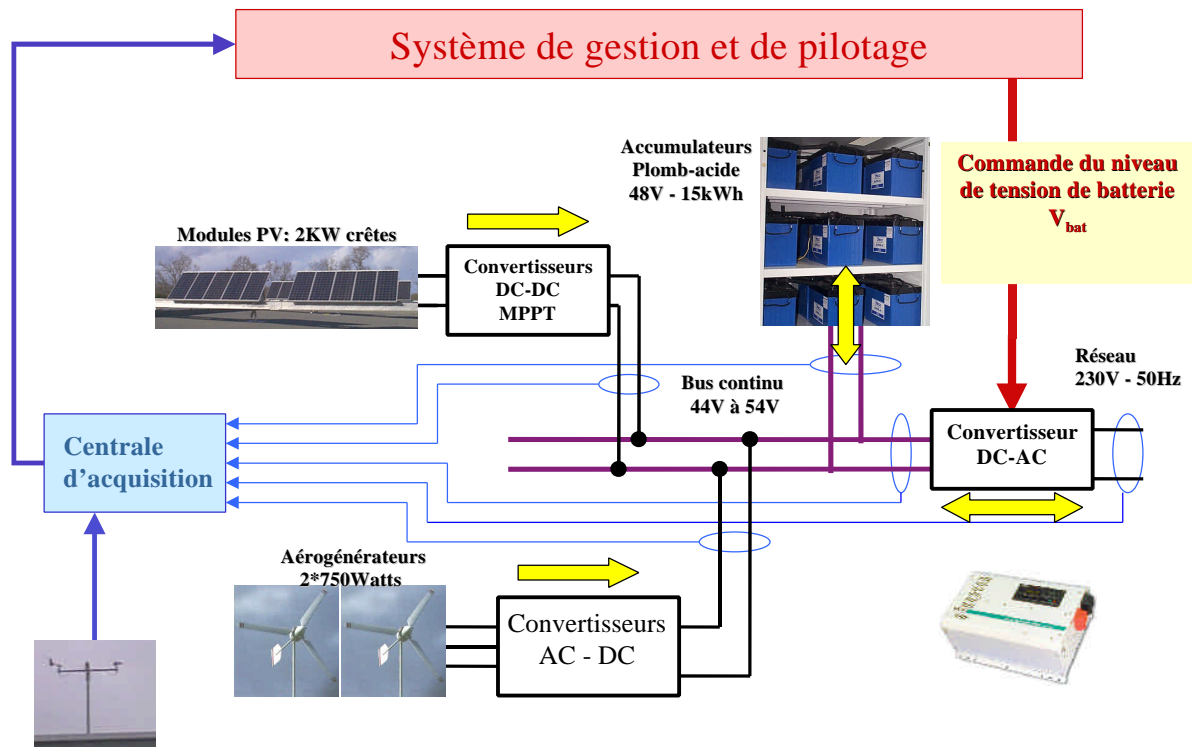 Système de gestion et de pilotage
Accumulateurs
Plomb-acide
48V - 15kWh
Commande du niveau
de tension de batterie
Vbat
Modules PV: 2KW crêtes
Convertisseurs
DC-DC
MPPT
Réseau
230V - 50Hz
Bus continu
44V à 54V
Centrale
d’acquisition
Convertisseur
DC-AC
Aérogénérateurs
2*750Watts
Convertisseurs
AC - DC